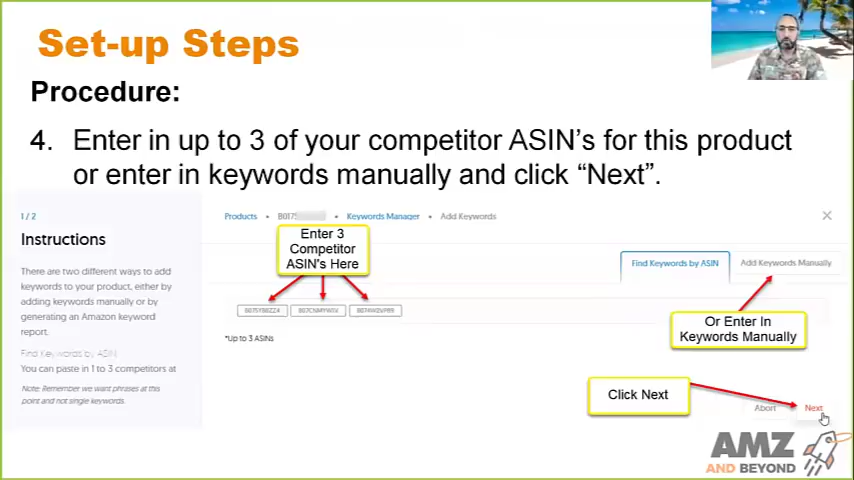 Set-up Steps
Procedure:
4. Enter in up to 3 of your competitor ASIN’s for this product
or enter in keywords manually and click “Next”.
1/2
Products • B0175 • Keywords Manager • Add Keywords
Instructions
Enter 3
Competitor
ASIN's Here
Find Keywords by ASIN
Add Keywords Manually
There are two different ways to add
keywords to your product, either by
adding keywords manually or by
generating an Amazon keyword
report.
Find Keywords by ASIN
You can paste in 1 to 3 competitors at
Note: Remember we want phrases at this
point and not single keywords.
*Up to 3 ASINs
Or Enter In
Keywords Manually
Click Next
Abort
Next
AMZ
AND BEYOND